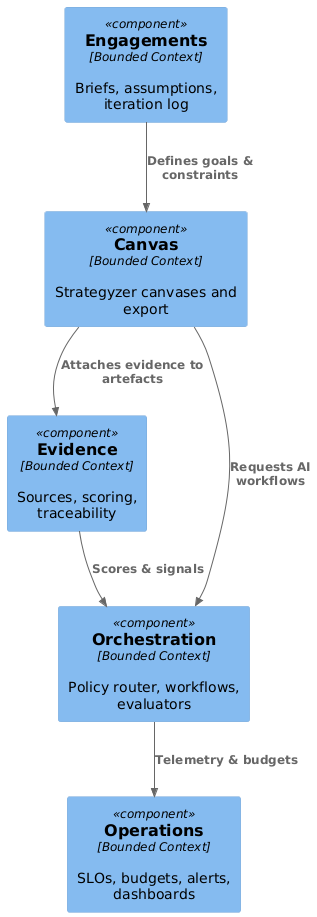 «component»
Engagements
[Bounded Context]
Briefs, assumptions,
iteration log
Defines goals &
constraints
«component»
Canvas
[Bounded Context]
Strategyzer canvases and
export
Attaches evidence to
artefacts
«component»
Evidence
[Bounded Context]
Sources, scoring,
traceability
Requests AI
workflows
Scores & signals
«component»
Orchestration
[Bounded Context]
Policy router, workflows,
evaluators
Telemetry & budgets
«component»
Operations
[Bounded Context]
SLOs, budgets, alerts,
dashboards